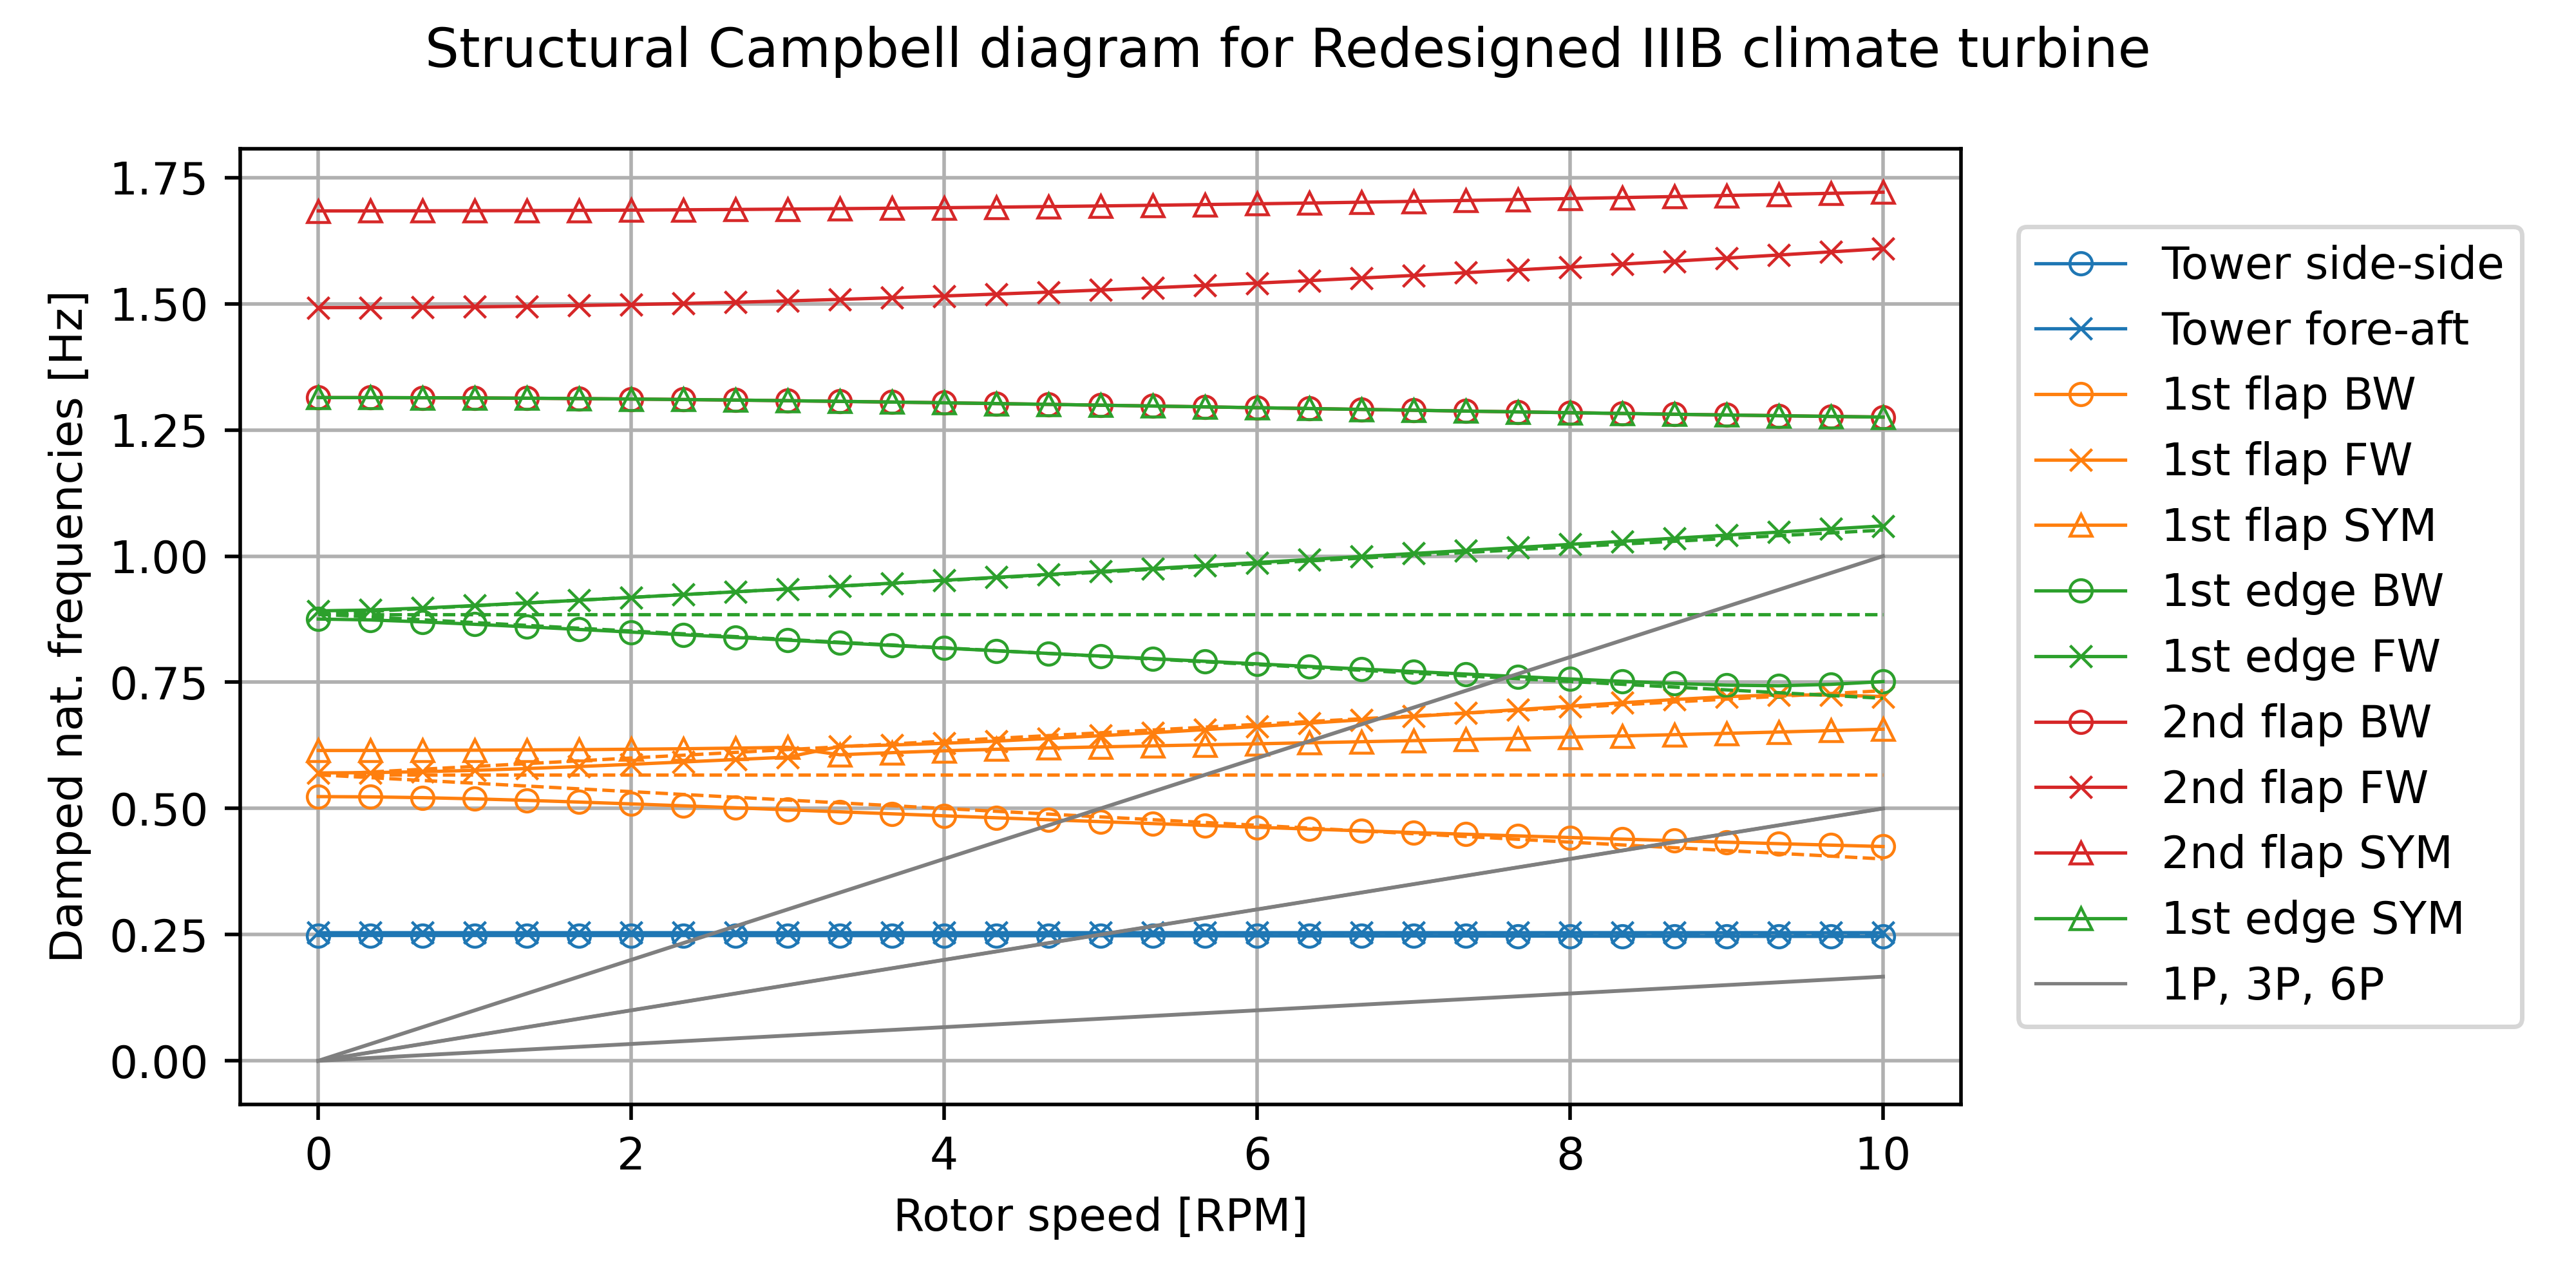 Structural Campbell diagram for Redesigned IIIB climate turbine
Damped nat. frequencies [Hz]
1.75
1.50
1.25
1.00
0.75
0.50
0.25
0.00
0 2 4 6 8 10
Rotor speed [RPM]
Tower side-side
Tower fore-aft
1st flap BW
1st flap FW
1st flap SYM
1st edge BW
1st edge FW
2nd flap BW
2nd flap FW
2nd flap SYM
1st edge SYM
1P, 3P, 6P